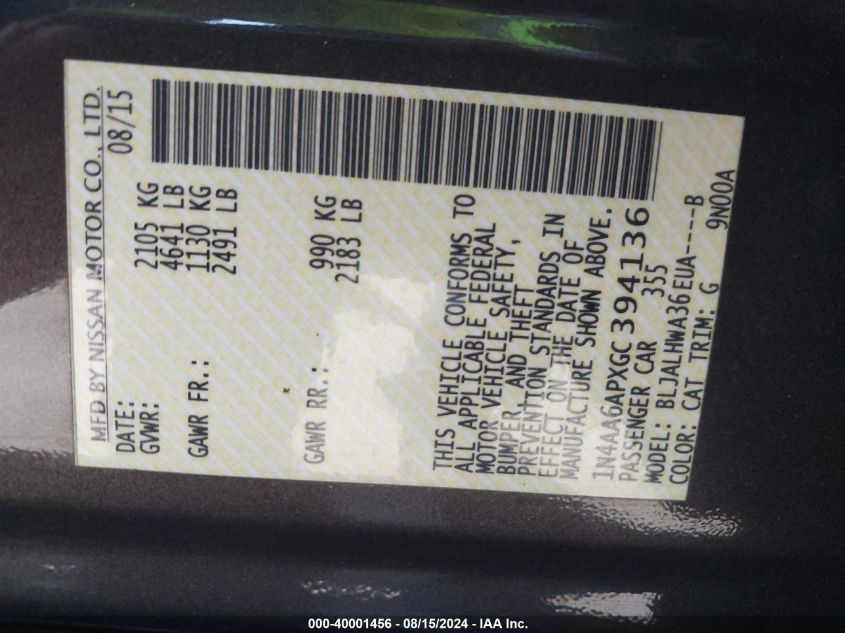 MFD BY NISSAN MOTOR CO., LTD.
DATE: 08/15
GVWR: 2105 KG
4641 LB
GAWR FR.: 1130 KG
2491 LB
GAWR RR.: 990 KG
2183 LB
THIS VEHICLE CONFORMS TO
ALL APPLICABLE FEDERAL
MOTOR VEHICLE SAFETY,
BUMPER, AND THEFT
PREVENTION STANDARDS IN
EFFECT ON THE DATE OF
MANUFACTURE SHOWN ABOVE.
1N4AA6APXGC394136
PASSENGER CAR 355
MODEL: BLJALHWA36EUA----B
COLOR: CAT TRIM: G 9N00A
000-40001456 - 08/15/2024 - IAA Inc.